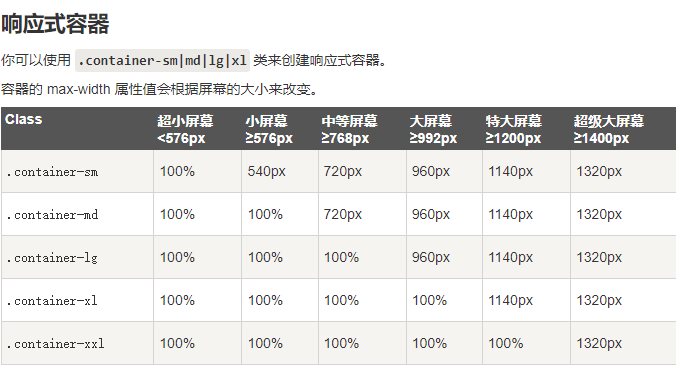 响应式容器
你可以使用 .container-sm|md|lg|xl 类来创建响应式容器。
容器的 max-width 属性值会根据屏幕的大小来改变。
Class 超小屏幕 小屏幕 中等屏幕 大屏幕 特大屏幕 超级大屏幕
<576px ≥576px ≥768px ≥992px ≥1200px ≥1400px
.container-sm 100% 540px 720px 960px 1140px 1320px
.container-md 100% 100% 720px 960px 1140px 1320px
.container-lg 100% 100% 100% 960px 1140px 1320px
.container-xl 100% 100% 100% 100% 1140px 1320px
.container-xxl 100% 100% 100% 100% 100% 1320px